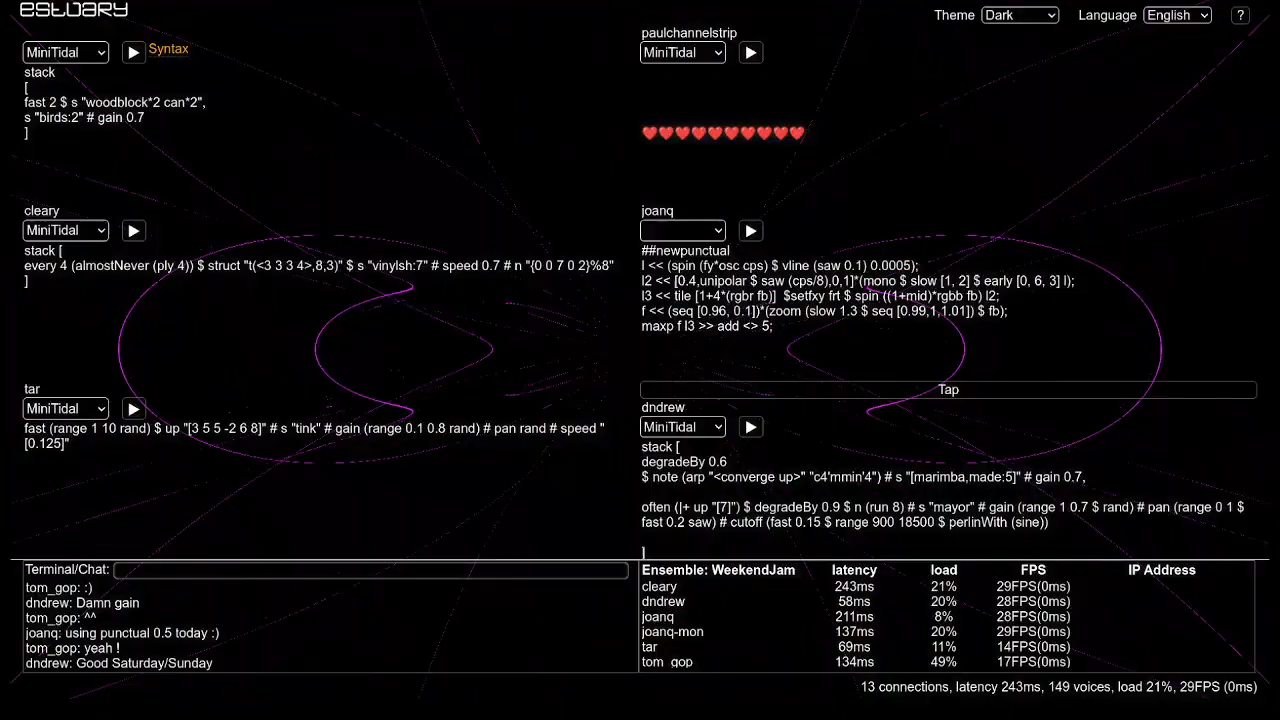 estuary
Theme Dark Language English ?
MiniTidal ▶ Syntax
stack
[
fast 2 $ s "woodblock*2 can*2",
s "birds:2" # gain 0.7
]
paulchannelstrip
MiniTidal ▶
❤️❤️❤️❤️❤️❤️❤️❤️❤️❤️
cleary
MiniTidal ▶
stack [
every 4 (almostNever (ply 4)) $ struct "t(<3 3 3 4>,8,3)" $ s "vinylsh:7" # speed 0.7 # n "{0 0 7 0 2}%8"
]
joanq
▶
##newpunctual
l << (spin (fy*osc cps) $ vline (saw 0.1) 0.0005);
l2 << [0.4,unipolar $ saw (cps/8),0,1]*(mono $ slow [1, 2] $ early [0, 6, 3] l);
l3 << tile [1+4*(rgbr fb)]  $setfxy frt $ spin ((1+mid)*rgbb fb) l2;
f << (seq [0.96, 0.1])*(zoom (slow 1.3 $ seq [0.99,1,1.01]) $ fb);
maxp f l3 >> add <> 5;
tar
MiniTidal ▶
fast (range 1 10 rand) $ up "[3 5 5 -2 6 8]" # s "tink" # gain (range 0.1 0.8 rand) # pan rand # speed "
[0.125]"
Tap
dndrew
MiniTidal ▶
stack [
degradeBy 0.6
$ note (arp "<converge up>" "c4'mmin'4") # s "[marimba,made:5]" # gain 0.7,
often (|+ up "[7]") $ degradeBy 0.9 $ n (run 8) # s "mayor" # gain (range 1 0.7 $ rand) # pan (range 0 1 $
fast 0.2 saw) # cutoff (fast 0.15 $ range 900 18500 $ perlinWith (sine))
]
Terminal/Chat:
tom_gop: :)
dndrew: Damn gain
tom_gop: ^^
joanq: using punctual 0.5 today :)
tom_gop: yeah !
dndrew: Good Saturday/Sunday
Ensemble: WeekendJam latency load FPS IP Address
cleary 243ms 21% 29FPS(0ms)
dndrew 58ms 20% 28FPS(0ms)
joanq 211ms 8% 28FPS(0ms)
joanq-mon 137ms 20% 29FPS(0ms)
tar 69ms 11% 14FPS(0ms)
tom_gop 134ms 49% 17FPS(0ms)
13 connections, latency 243ms, 149 voices, load 21%, 29FPS (0ms)